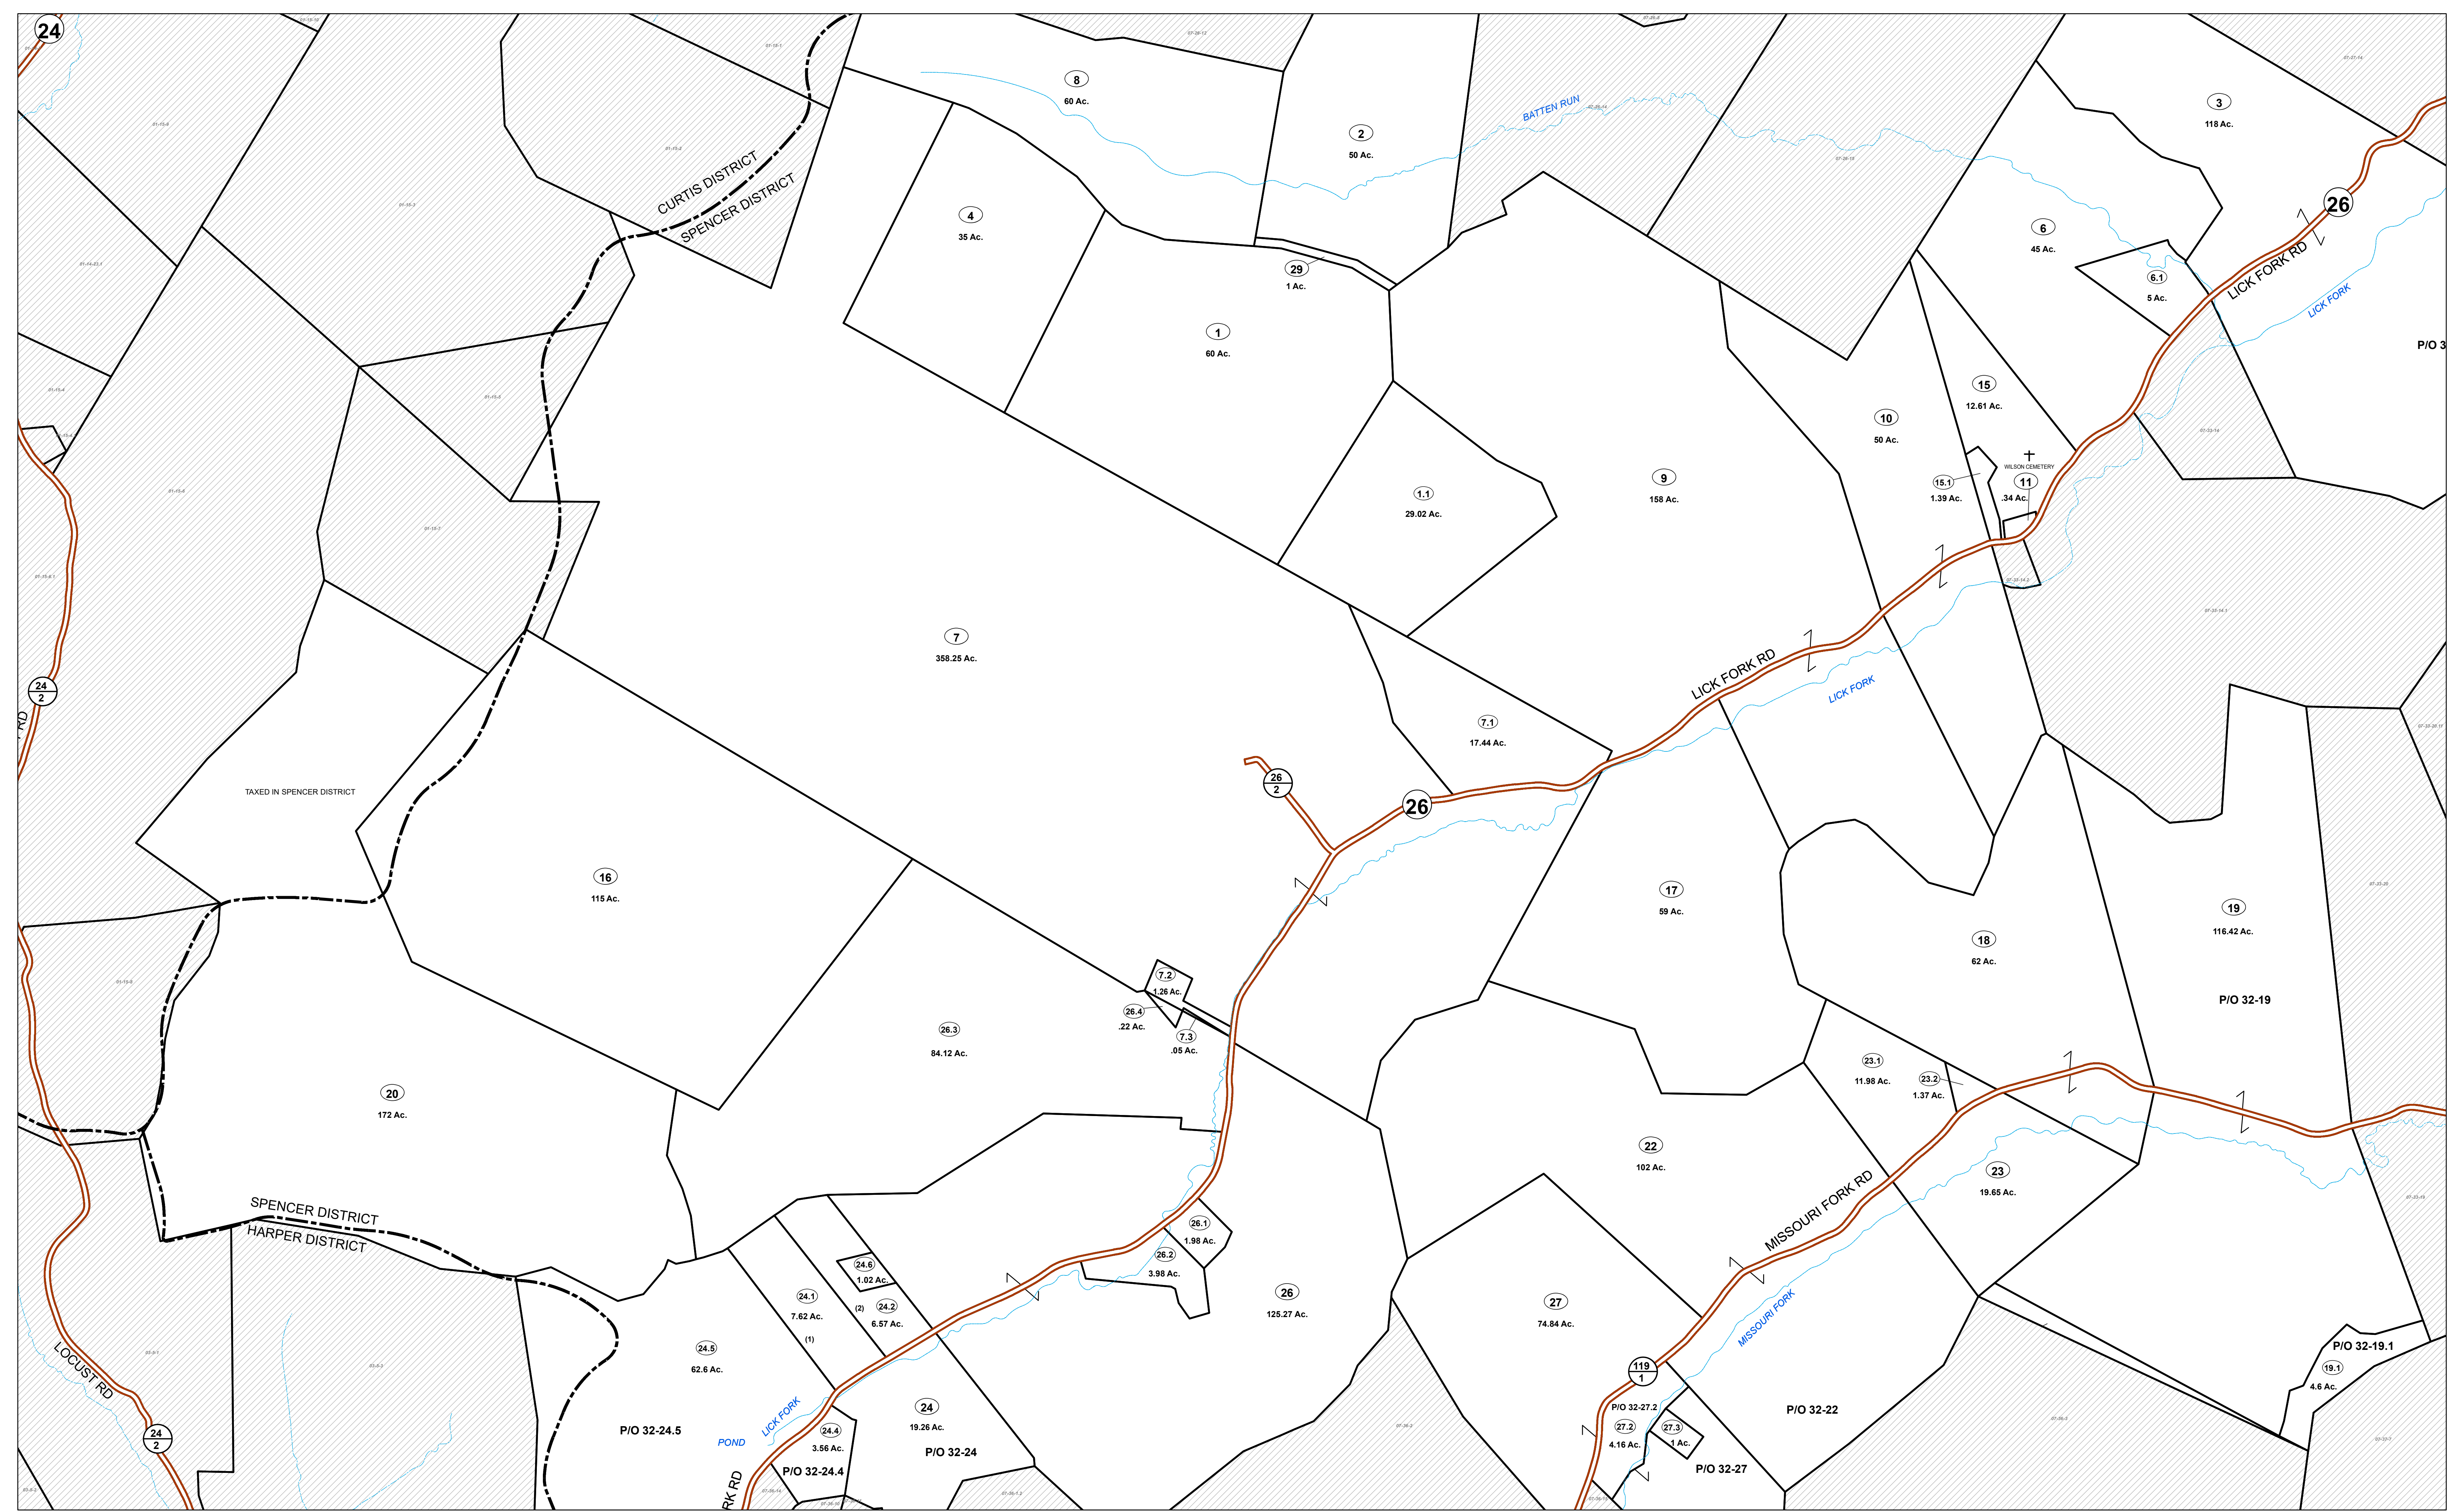 24
8
60 Ac.
BATTEN RUN
3
118 Ac.
2
50 Ac.
CURTIS DISTRICT
SPENCER DISTRICT
26
4
35 Ac.
6
45 Ac.
LICK FORK RD
29
1 Ac.
6.1
5 Ac.
LICK FORK
1
60 Ac.
P/O 3
15
12.61 Ac.
10
50 Ac.
WILSON CEMETERY
9
158 Ac.
15.1
1.39 Ac.
11
.34 Ac.
1.1
29.02 Ac.
7
358.25 Ac.
LICK FORK RD
LICK FORK
24
2
RD
7.1
17.44 Ac.
TAXED IN SPENCER DISTRICT
26
2
26
16
115 Ac.
17
59 Ac.
19
116.42 Ac.
18
62 Ac.
P/O 32-19
7.2
1.26 Ac.
26.4
.22 Ac.
26.3
84.12 Ac.
7.3
.05 Ac.
23.1
11.98 Ac.
23.2
1.37 Ac.
20
172 Ac.
22
102 Ac.
23
19.65 Ac.
SPENCER DISTRICT
HARPER DISTRICT
MISSOURI FORK RD
26.1
1.98 Ac.
26.2
3.98 Ac.
24.6
1.02 Ac.
24.1
7.62 Ac.
(1)
(2)
24.2
6.57 Ac.
26
125.27 Ac.
27
74.84 Ac.
MISSOURI FORK
24.5
62.6 Ac.
P/O 32-19.1
19.1
4.6 Ac.
LOCUST RD
119
1
P/O 32-24.5
LICK FORK
POND
24
19.26 Ac.
P/O 32-24
24.4
3.56 Ac.
P/O 32-24.4
P/O 32-27.2
27.2
4.16 Ac.
27.3
1 Ac.
P/O 32-22
P/O 32-27
24
2
RK RD